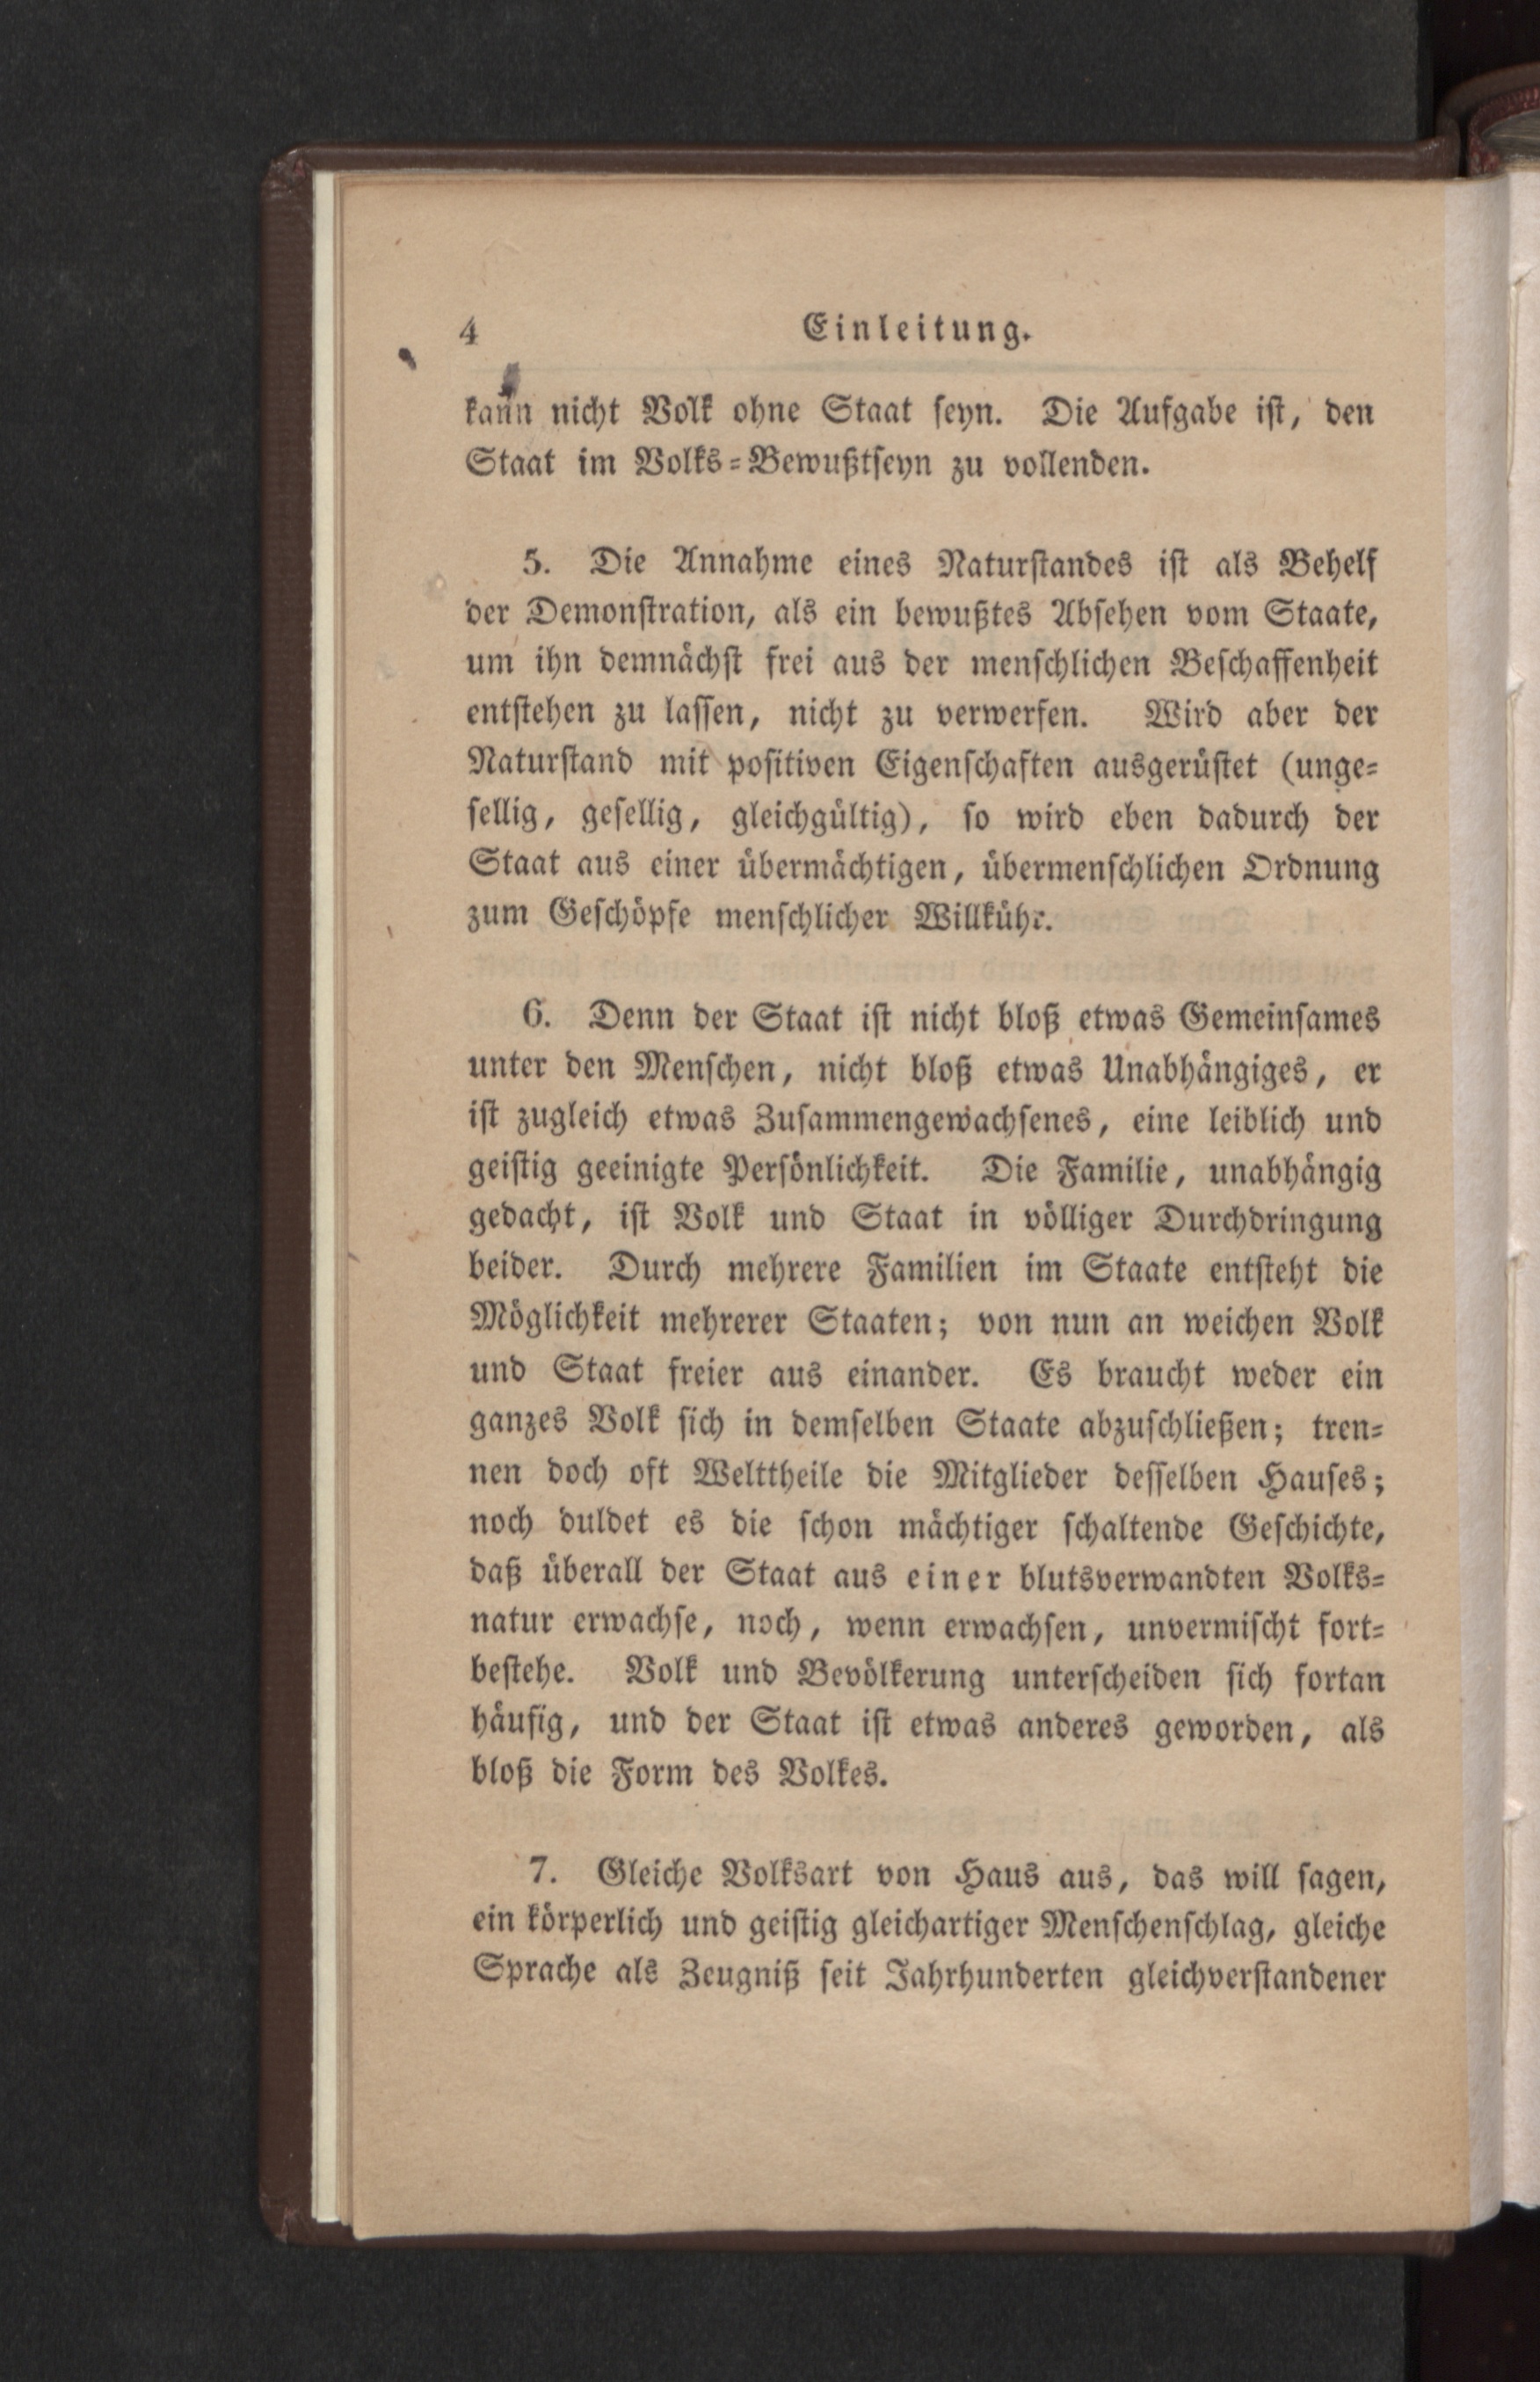 4 Einleitung.
kann nicht Volk ohne Staat seyn. Die Aufgabe ist, den
Staat im Volks-Bewußtseyn zu vollenden.
5. Die Annahme eines Naturstandes ist als Behelf
der Demonstration, als ein bewußtes Absehen vom Staate,
um ihn demnächst frei aus der menschlichen Beschaffenheit
entstehen zu lassen, nicht zu verwerfen. Wird aber der
Naturstand mit positiven Eigenschaften ausgerüstet (unge-
sellig, gesellig, gleichgültig), so wird eben dadurch der
Staat aus einer übermächtigen, übermenschlichen Ordnung
zum Geschöpfe menschlicher Willkühr.
6. Denn der Staat ist nicht bloß etwas Gemeinsames
unter den Menschen, nicht bloß etwas Unabhängiges, er
ist zugleich etwas Zusammengewachsenes, eine leiblich und
geistig geeinigte Persönlichkeit. Die Familie, unabhängig
gedacht, ist Volk und Staat in völliger Durchdringung
beider. Durch mehrere Familien im Staate entsteht die
Möglichkeit mehrerer Staaten; von nun an weichen Volk
und Staat freier aus einander. Es braucht weder ein
ganzes Volk sich in demselben Staate abzuschließen; tren-
nen doch oft Welttheile die Mitglieder desselben Hauses;
noch duldet es die schon mächtiger schaltende Geschichte,
daß überall der Staat aus einer blutsverwandten Volks-
natur erwachse, noch, wenn erwachsen, unvermischt fort-
bestehe. Volk und Bevölkerung unterscheiden sich fortan
häufig, und der Staat ist etwas anderes geworden, als
bloß die Form des Volkes.
7. Gleiche Volksart von Haus aus, das will sagen,
ein körperlich und geistig gleichartiger Menschenschlag, gleiche
Sprache als Zeugniß seit Jahrhunderten gleichverstandener